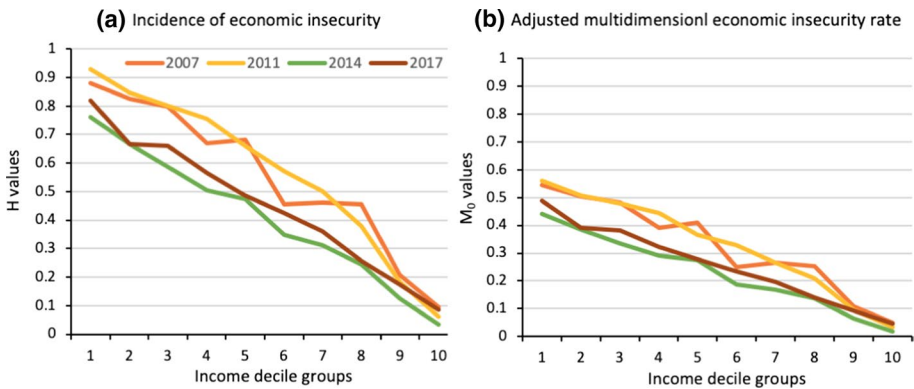 (a) Incidence of economic insecurity
2007 2011 2014 2017
H values
1
0.9
0.8
0.7
0.6
0.5
0.4
0.3
0.2
0.1
0
1 2 3 4 5 6 7 8 9 10
Income decile groups
(b) Adjusted multidimensionl economic insecurity rate
M₀ values
1
0.9
0.8
0.7
0.6
0.5
0.4
0.3
0.2
0.1
0
1 2 3 4 5 6 7 8 9 10
Income decile groups